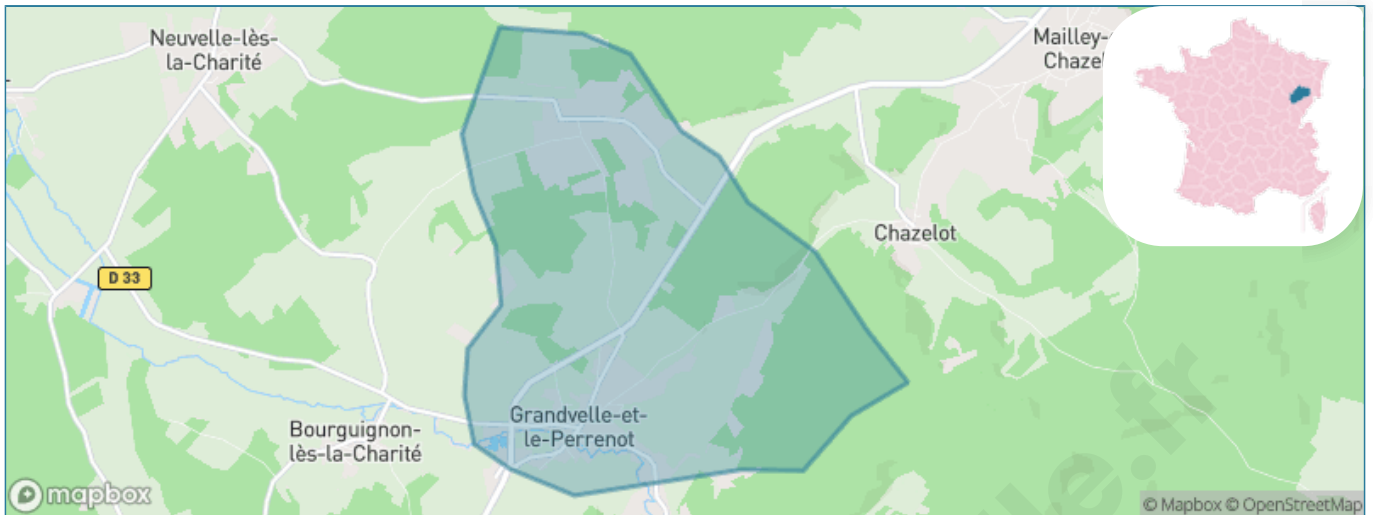 Neuvelle-lès-
la-Charité
Mailley-
Chazel
Chazelot
D 33
Grandvelle-et-
le-Perrenot
Bourguignon-
lès-la-Charité
mapbox
© Mapbox © OpenStreetMap